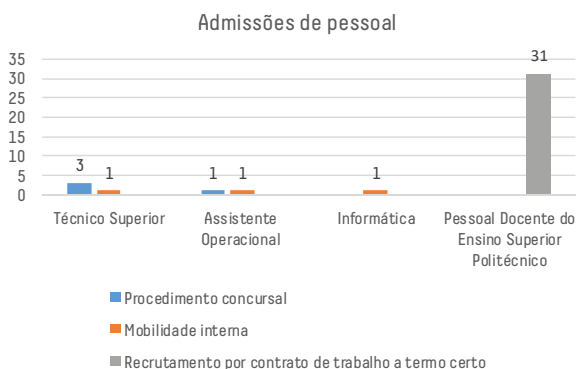 Admissões de pessoal
35
30
25
20
15
10
5
0
3
1
1
1
1
31
Técnico Superior
Assistente
Operacional
Informática
Pessoal Docente do
Ensino Superior
Politécnico
Procedimento concursal
Mobilidade interna
Recrutamento por contrato de trabalho a termo certo